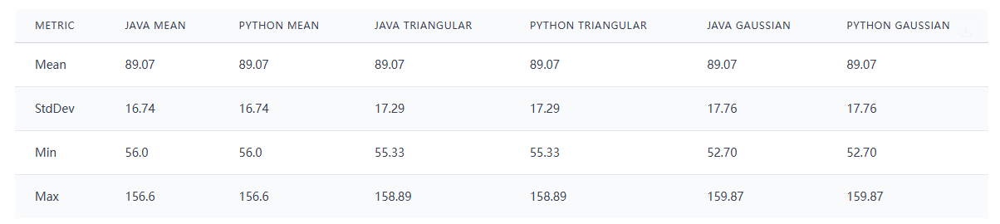 METRIC JAVA MEAN PYTHON MEAN JAVA TRIANGULAR PYTHON TRIANGULAR JAVA GAUSSIAN PYTHON GAUSSIAN
Mean 89.07 89.07 89.07 89.07 89.07 89.07
StdDev 16.74 16.74 17.29 17.29 17.76 17.76
Min 56.0 56.0 55.33 55.33 52.70 52.70
Max 156.6 156.6 158.89 158.89 159.87 159.87